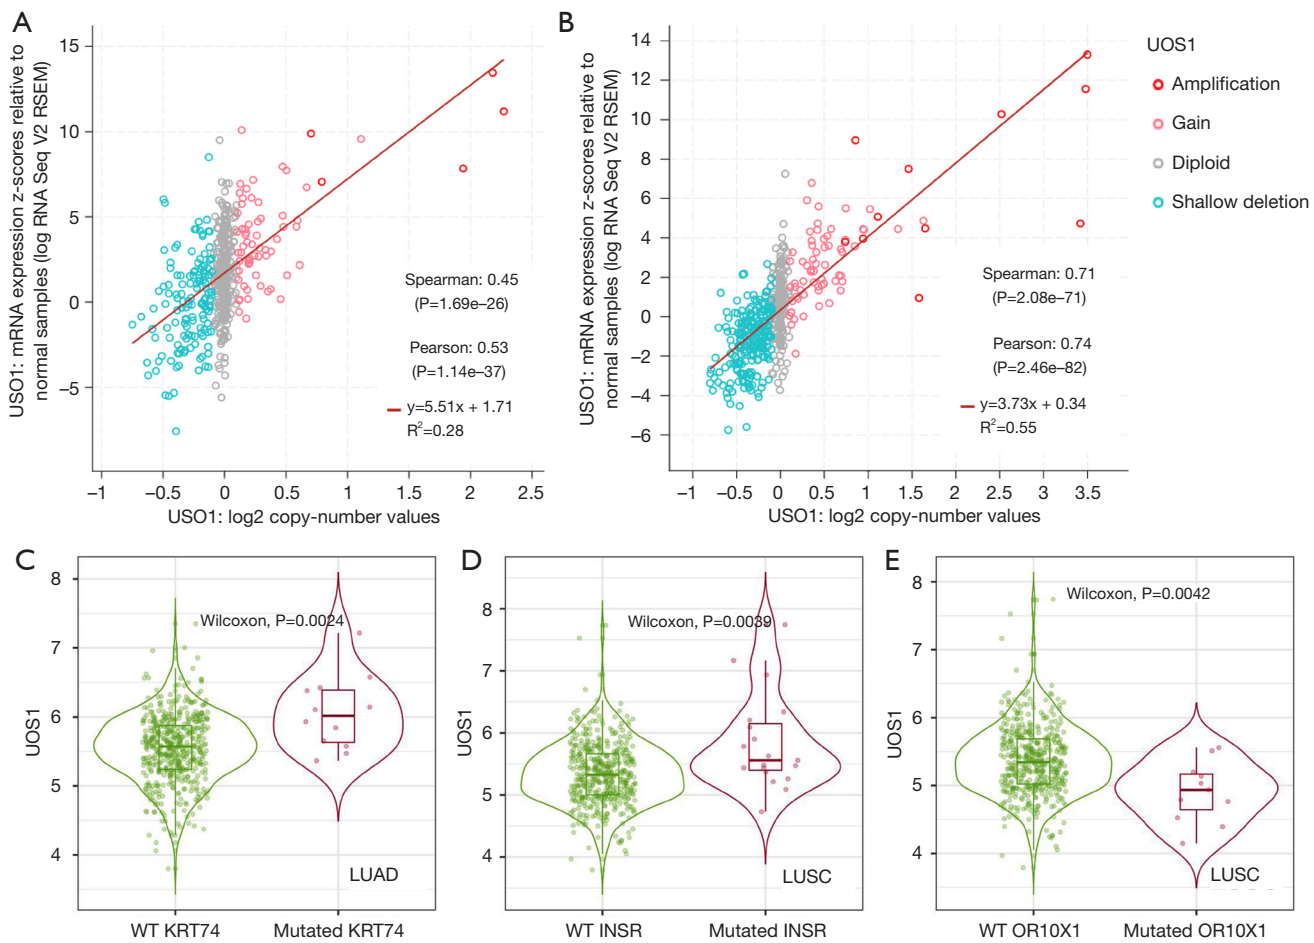 A
USO1: mRNA expression z-scores relative to
normal samples (log RNA Seq V2 RSEM)
15
10
5
0
−5
Spearman: 0.45
(P=1.69e–26)
Pearson: 0.53
(P=1.14e–37)
y=5.51x + 1.71
R²=0.28
−1
−0.5
0
0.5
1
1.5
2
2.5
USO1: log2 copy-number values
B
USO1: mRNA expression z-scores relative to
normal samples (log RNA Seq V2 RSEM)
14
12
10
8
6
4
2
0
−2
−4
−6
Spearman: 0.71
(P=2.08e–71)
Pearson: 0.74
(P=2.46e–82)
y=3.73x + 0.34
R²=0.55
−1
−0.5
0
0.5
1
1.5
2
2.5
3
3.5
USO1: log2 copy-number values
UOS1
Amplification
Gain
Diploid
Shallow deletion
C
UOS1
8
7
6
5
4
Wilcoxon, P=0.0024
LUAD
WT KRT74
Mutated KRT74
D
UOS1
8
7
6
5
4
Wilcoxon, P=0.0039
LUSC
WT INSR
Mutated INSR
E
UOS1
8
7
6
5
4
Wilcoxon, P=0.0042
LUSC
WT OR10X1
Mutated OR10X1